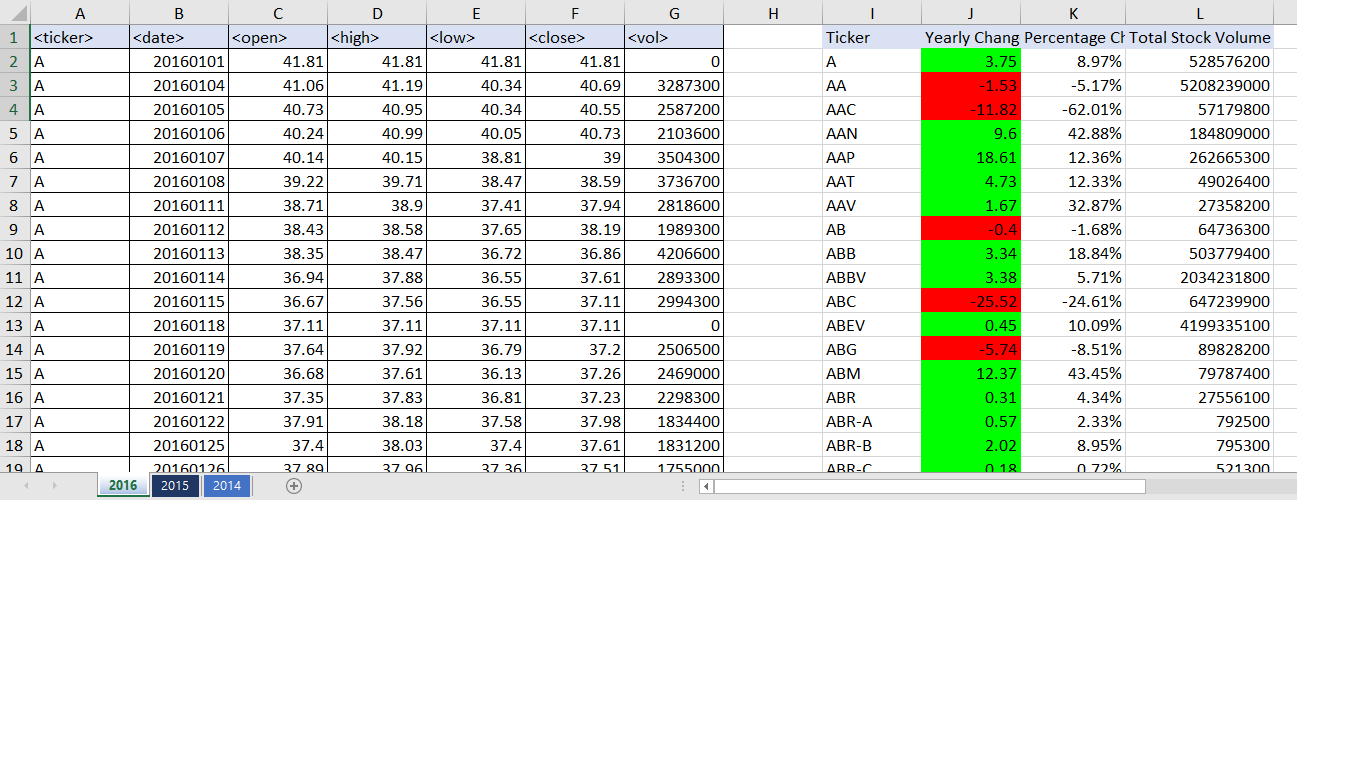 A B C D E F G H I J K L
1 <ticker> <date> <open> <high> <low> <close> <vol> Ticker Yearly Chang Percentage Ch Total Stock Volume
2 A 20160101 41.81 41.81 41.81 41.81 0 A 3.75 8.97% 528576200
3 A 20160104 41.06 41.19 40.34 40.69 3287300 AA -1.53 -5.17% 5208239000
4 A 20160105 40.73 40.95 40.34 40.55 2587200 AAC -11.82 -62.01% 57179800
5 A 20160106 40.24 40.99 40.05 40.73 2103600 AAN 9.6 42.88% 184809000
6 A 20160107 40.14 40.15 38.81 39 3504300 AAP 18.61 12.36% 262665300
7 A 20160108 39.22 39.71 38.47 38.59 3736700 AAT 4.73 12.33% 49026400
8 A 20160111 38.71 38.9 37.41 37.94 2818600 AAV 1.67 32.87% 27358200
9 A 20160112 38.43 38.58 37.65 38.19 1989300 AB -0.4 -1.68% 64736300
10 A 20160113 38.35 38.47 36.72 36.86 4206600 ABB 3.34 18.84% 503779400
11 A 20160114 36.94 37.88 36.55 37.61 2893300 ABBV 3.38 5.71% 2034231800
12 A 20160115 36.67 37.56 36.55 37.11 2994300 ABC -25.52 -24.61% 647239900
13 A 20160118 37.11 37.11 37.11 37.11 0 ABEV 0.45 10.09% 4199335100
14 A 20160119 37.64 37.92 36.79 37.2 2506500 ABG -5.74 -8.51% 89828200
15 A 20160120 36.68 37.61 36.13 37.26 2469000 ABM 12.37 43.45% 79787400
16 A 20160121 37.35 37.83 36.81 37.23 2298300 ABR 0.31 4.34% 27556100
17 A 20160122 37.91 38.18 37.58 37.98 1834400 ABR-A 0.57 2.33% 792500
18 A 20160125 37.4 38.03 37.4 37.61 1831200 ABR-B 2.02 8.95% 795300
19 A 20160126 37.89 37.96 37.36 37.51 1755000 ABR-C 0.18 0.72% 521300
2016 2015 2014